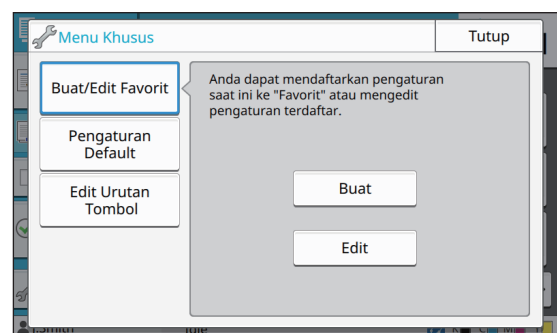 Menu Khusus
Tutup
Buat/Edit Favorit
Anda dapat mendaftarkan pengaturan
saat ini ke "Favorit" atau mengedit
pengaturan terdaftar.
Pengaturan
Default
Edit Urutan
Tombol
Buat
Edit